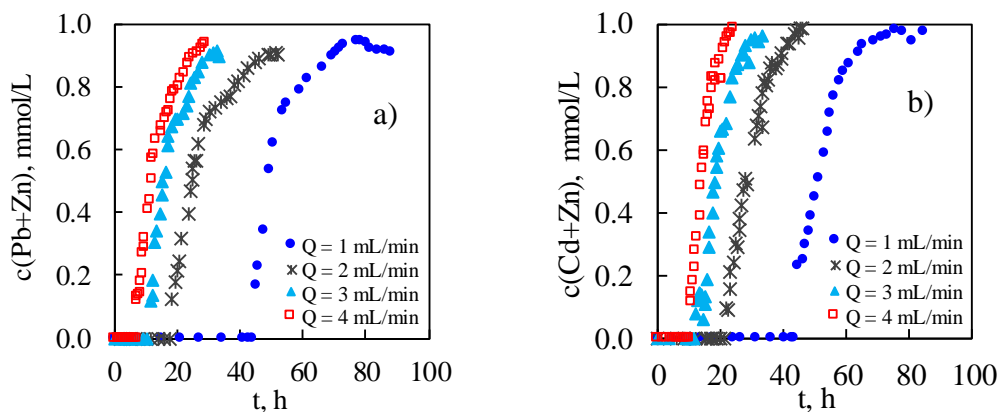 c(Pb+Zn), mmol/L
1.0
0.8
0.6
0.4
0.2
0.0
0 20 40 60 80 100
t, h
a)
Q = 1 mL/min
Q = 2 mL/min
Q = 3 mL/min
Q = 4 mL/min
c(Cd+Zn), mmol/L
1.0
0.8
0.6
0.4
0.2
0.0
0 20 40 60 80 100
t, h
b)
Q = 1 mL/min
Q = 2 mL/min
Q = 3 mL/min
Q = 4 mL/min